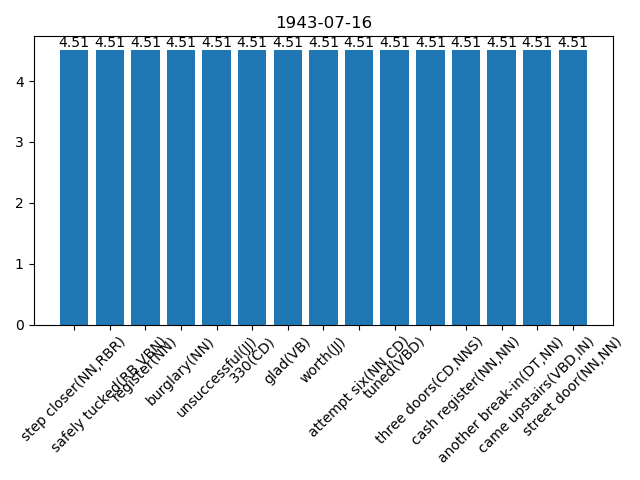 1943-07-16
4.51 4.51 4.51 4.51 4.51 4.51 4.51 4.51 4.51 4.51 4.51 4.51 4.51 4.51 4.51
4
3
2
1
0
step closer(NN,RBR)
safely tucked(RB,VBN)
register(NN)
burglary(NN)
unsuccessful(JJ)
330(CD)
glad(VB)
worth(JJ)
attempt six(NN,CD)
tuned(VBD)
three doors(CD,NNS)
cash register(NN,NN)
another break-in(DT,NN)
came upstairs(VBD,IN)
street door(NN,NN)